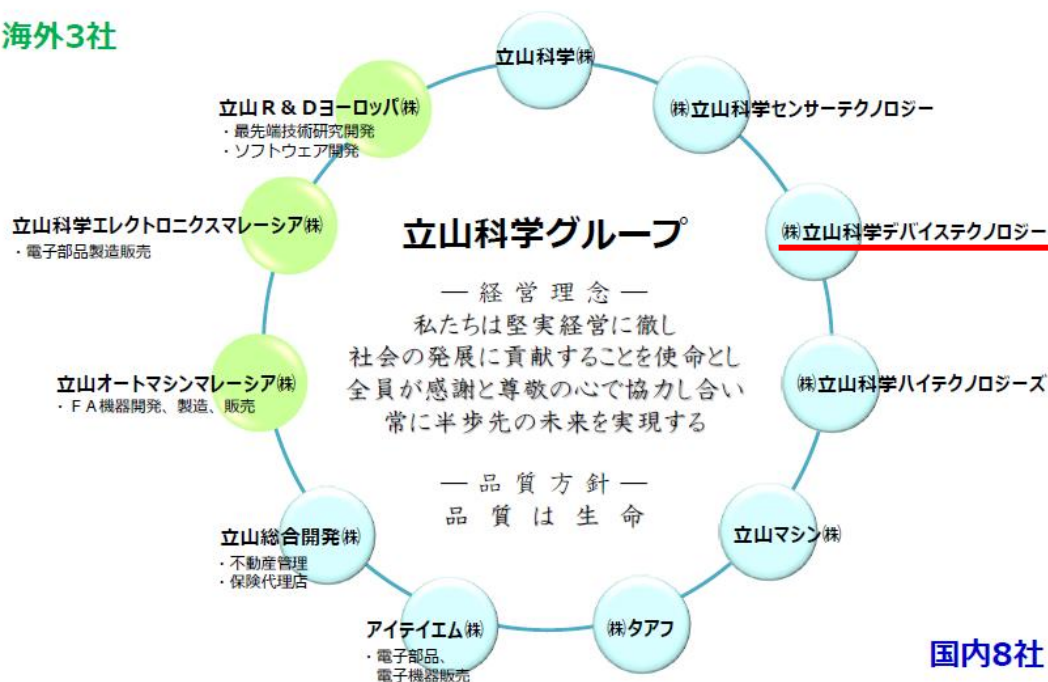 海外3社
立山科学㈱
㈱立山科学センサーテクノロジー
㈱立山科学デバイステクノロジー
㈱立山科学ハイテクノロジーズ
立山マシン㈱
㈱タアフ
アイテイエム㈱
・電子部品、
電子機器販売
立山総合開発㈱
・不動産管理
・保険代理店
立山オートマシンマレーシア㈱
・ＦＡ機器開発、製造、販売
立山科学エレクトロニクスマレーシア㈱
・電子部品製造販売
立山Ｒ＆Ｄヨーロッパ㈱
・最先端技術研究開発
・ソフトウェア開発
立山科学グループ
― 経 営 理 念 ―
私たちは堅実経営に徹し
社会の発展に貢献することを使命とし
全員が感謝と尊敬の心で協力し合い
常に半歩先の未来を実現する
― 品 質 方 針 ―
品 質 は 生 命
国内8社